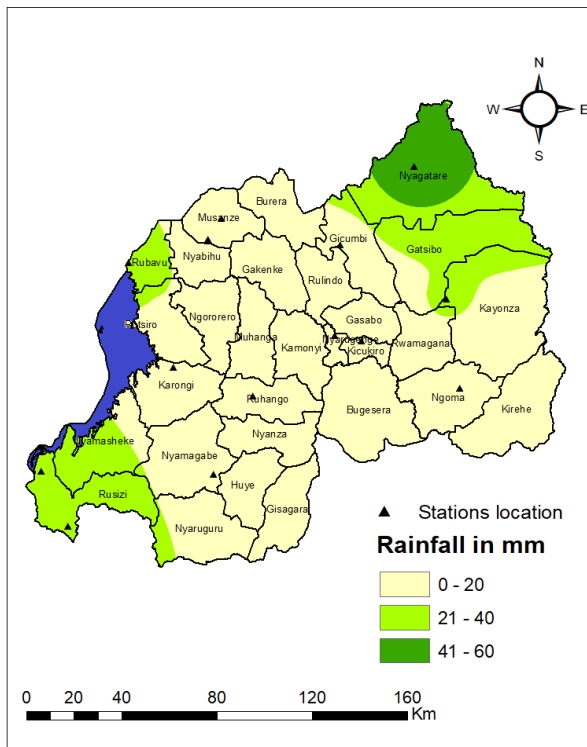 N
W E
S
Nyagatare
Burera
Musanze
Gicumbi
Gatsibo
Rubavu
Nyabihu
Gakenke
Rulindo
Kayonza
Ngororero
Gasabo
Muhanga
Kamonyi
Kicukiro
Rwamagana
Karongi
Ngoma
Ruhango
Kirehe
Bugesera
Nyamasheke
Nyanza
Nyamagabe
Huye
Rusizi
Gisagara
Nyaruguru
Stations location
Rainfall in mm
0 - 20
21 - 40
41 - 60
0 20 40 80 120 160
Km